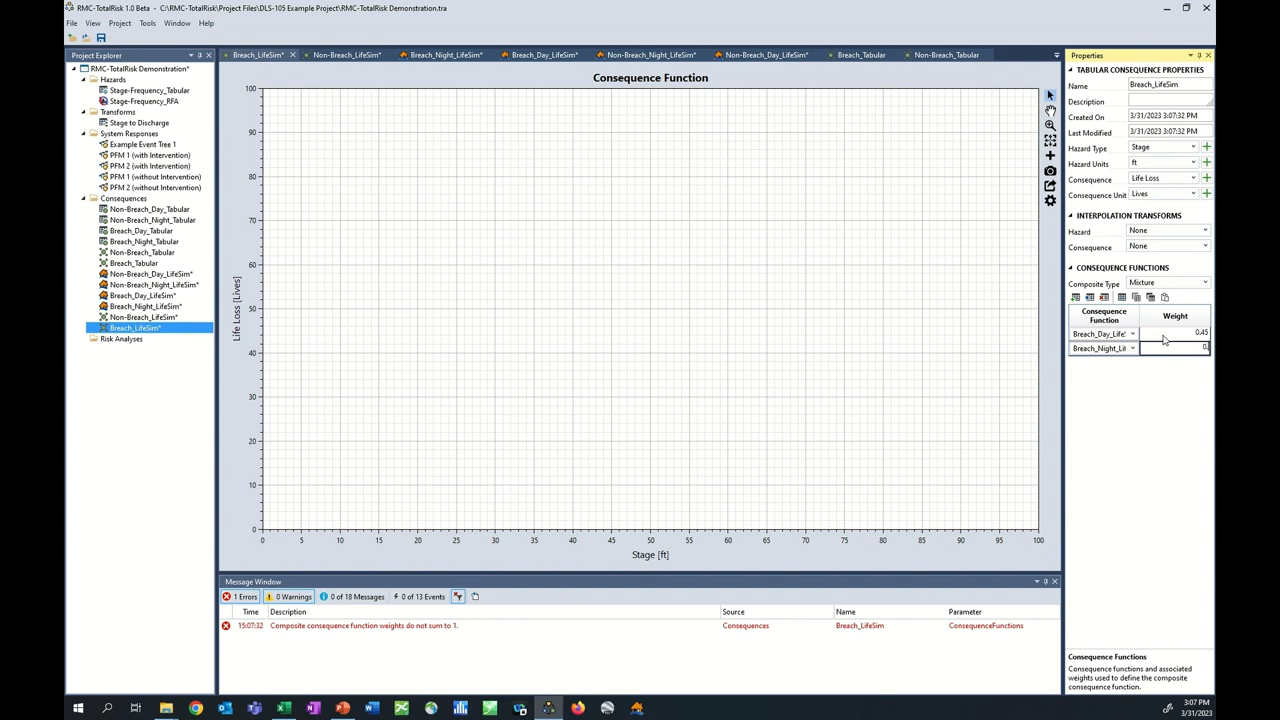 RMC-TotalRisk 1.0 Beta - C:\RMC-TotalRisk\Project Files\DLS-105 Example Project\RMC-TotalRisk Demonstration.tra
File View Project Tools Window Help
Project Explorer
RMC-TotalRisk Demonstration*
Hazards
Stage-Frequency_Tabular
Stage-Frequency_RFA
Transforms
Stage to Discharge
System Responses
Example Event Tree 1
PFM 1 (with Intervention)
PFM 2 (with Intervention)
PFM 1 (without Intervention)
PFM 2 (without Intervention)
Consequences
Non-Breach_Day_Tabular
Non-Breach_Night_Tabular
Breach_Day_Tabular
Breach_Night_Tabular
Non-Breach_Tabular
Breach_Tabular
Non-Breach_Day_LifeSim*
Non-Breach_Night_LifeSim*
Breach_Day_LifeSim*
Breach_Night_LifeSim*
Non-Breach_LifeSim*
Breach_LifeSim*
Risk Analyses
Breach_LifeSim* Non-Breach_LifeSim* Breach_Night_LifeSim* Breach_Day_LifeSim* Non-Breach_Night_LifeSim* Non-Breach_Day_LifeSim* Breach_Tabular Non-Breach_Tabular
Consequence Function
100
90
80
70
60
50
40
30
20
10
0
Life Loss [Lives]
0 5 10 15 20 25 30 35 40 45 50 55 60 65 70 75 80 85 90 95 100
Stage [ft]
Message Window
1 Errors 0 Warnings 0 of 18 Messages 0 of 13 Events
Time Description Source Name Parameter
15:07:32 Composite consequence function weights do not sum to 1. Consequences Breach_LifeSim ConsequenceFunctions
Properties
TABULAR CONSEQUENCE PROPERTIES
Name Breach_LifeSim
Description
Created On 3/31/2023 3:07:32 PM
Last Modified 3/31/2023 3:07:32 PM
Hazard Type Stage
Hazard Units ft
Consequence Life Loss
Consequence Unit Lives
INTERPOLATION TRANSFORMS
Hazard None
Consequence None
CONSEQUENCE FUNCTIONS
Composite Type Mixture
Consequence Function Weight
Breach_Day_Life 0.45
Breach_Night_Lif 0.
Consequence Functions
Consequence functions and associated
weights used to define the composite
consequence function.
3:07 PM
3/31/2023